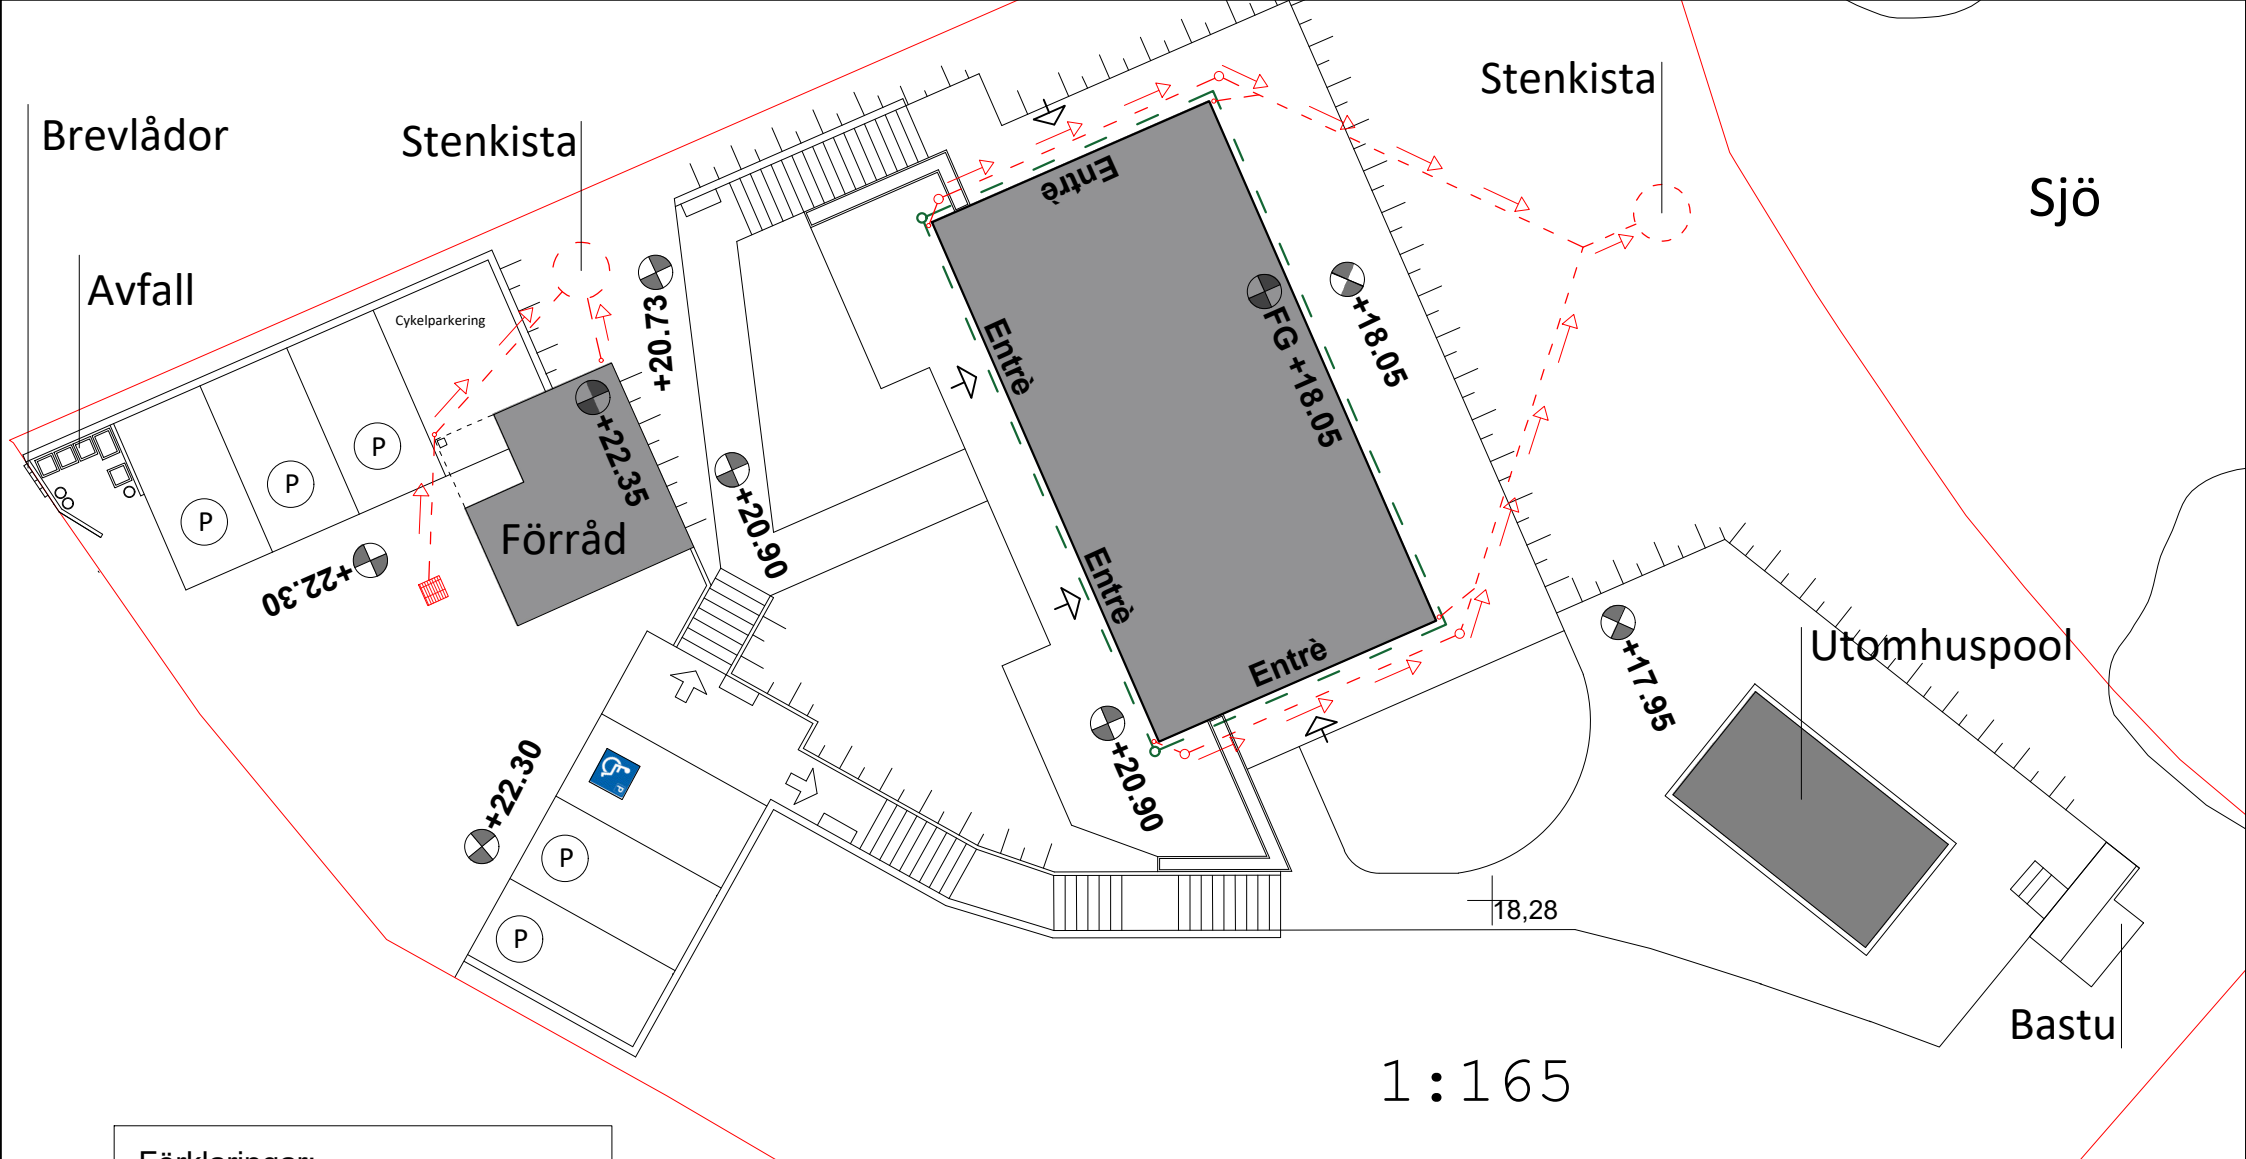 Stenkista
Brevlådor
Stenkista
Sjö
Avfall
Entrè
Cykelparkering
+20.73
+18.05
FG +18.05
Entrè
+22.35
P
P
P
+20.90
Förråd
+22.30
Entrè
Utomhuspool
Entrè
+17.95
+22.30
P
+20.90
P
P
18,28
Bastu
1:165